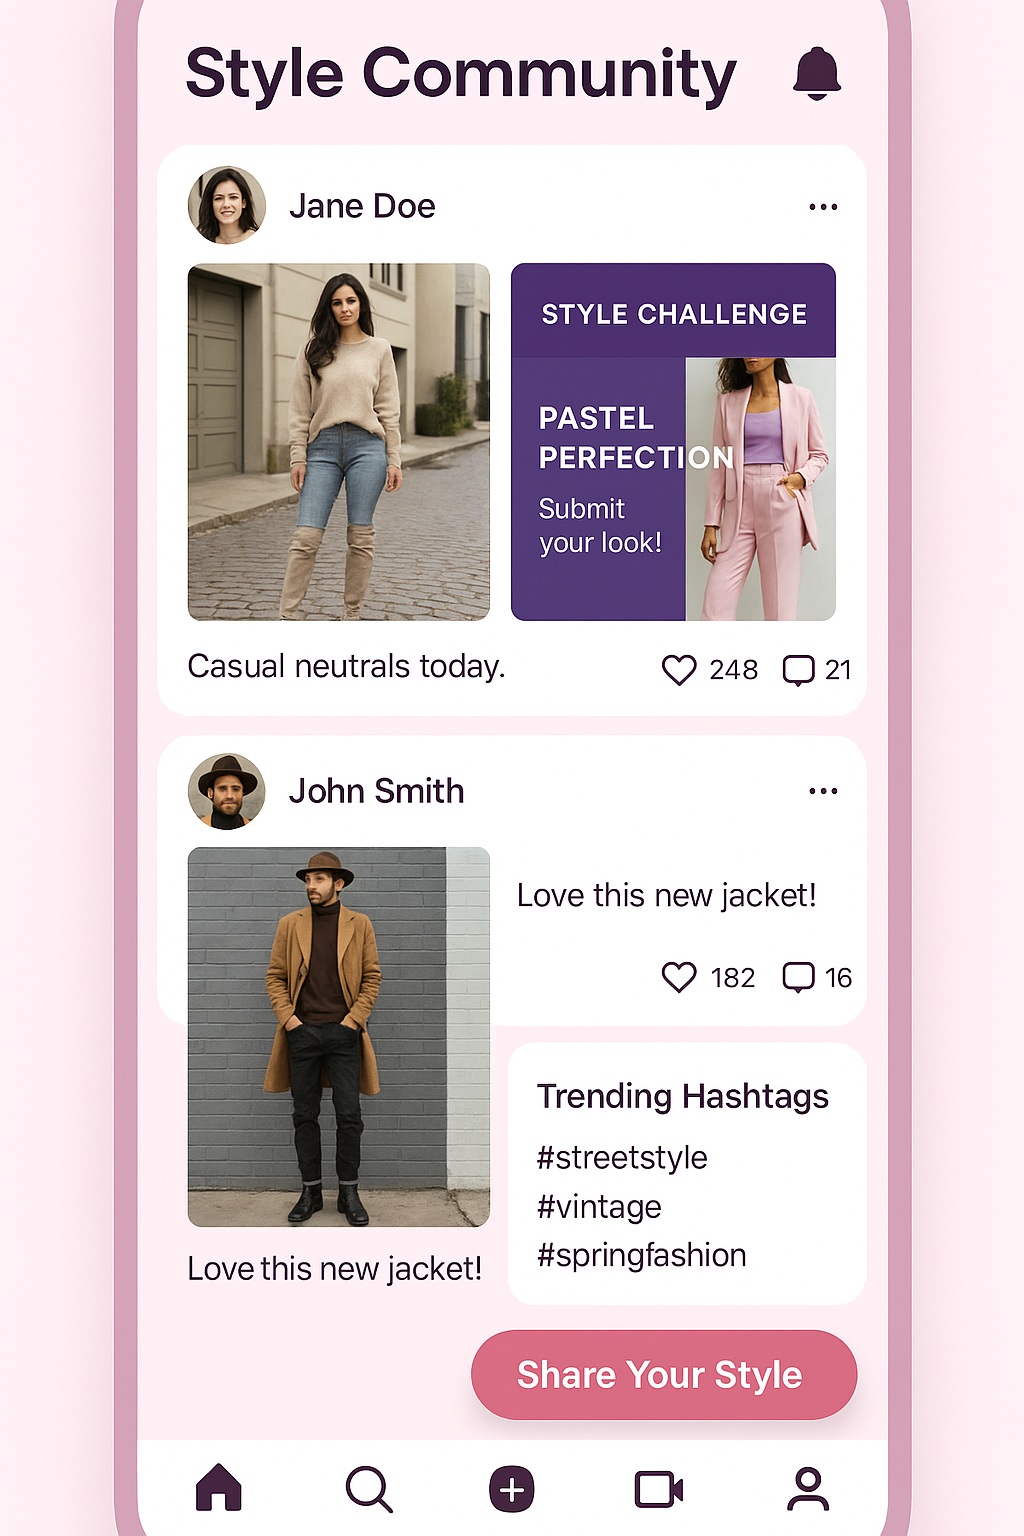 Style Community
Jane Doe
STYLE CHALLENGE
PASTEL
PERFECTION
Submit
your look!
Casual neutrals today.
248 21
John Smith
Love this new jacket!
182 16
Trending Hashtags
#streetstyle
#vintage
#springfashion
Love this new jacket!
Share Your Style